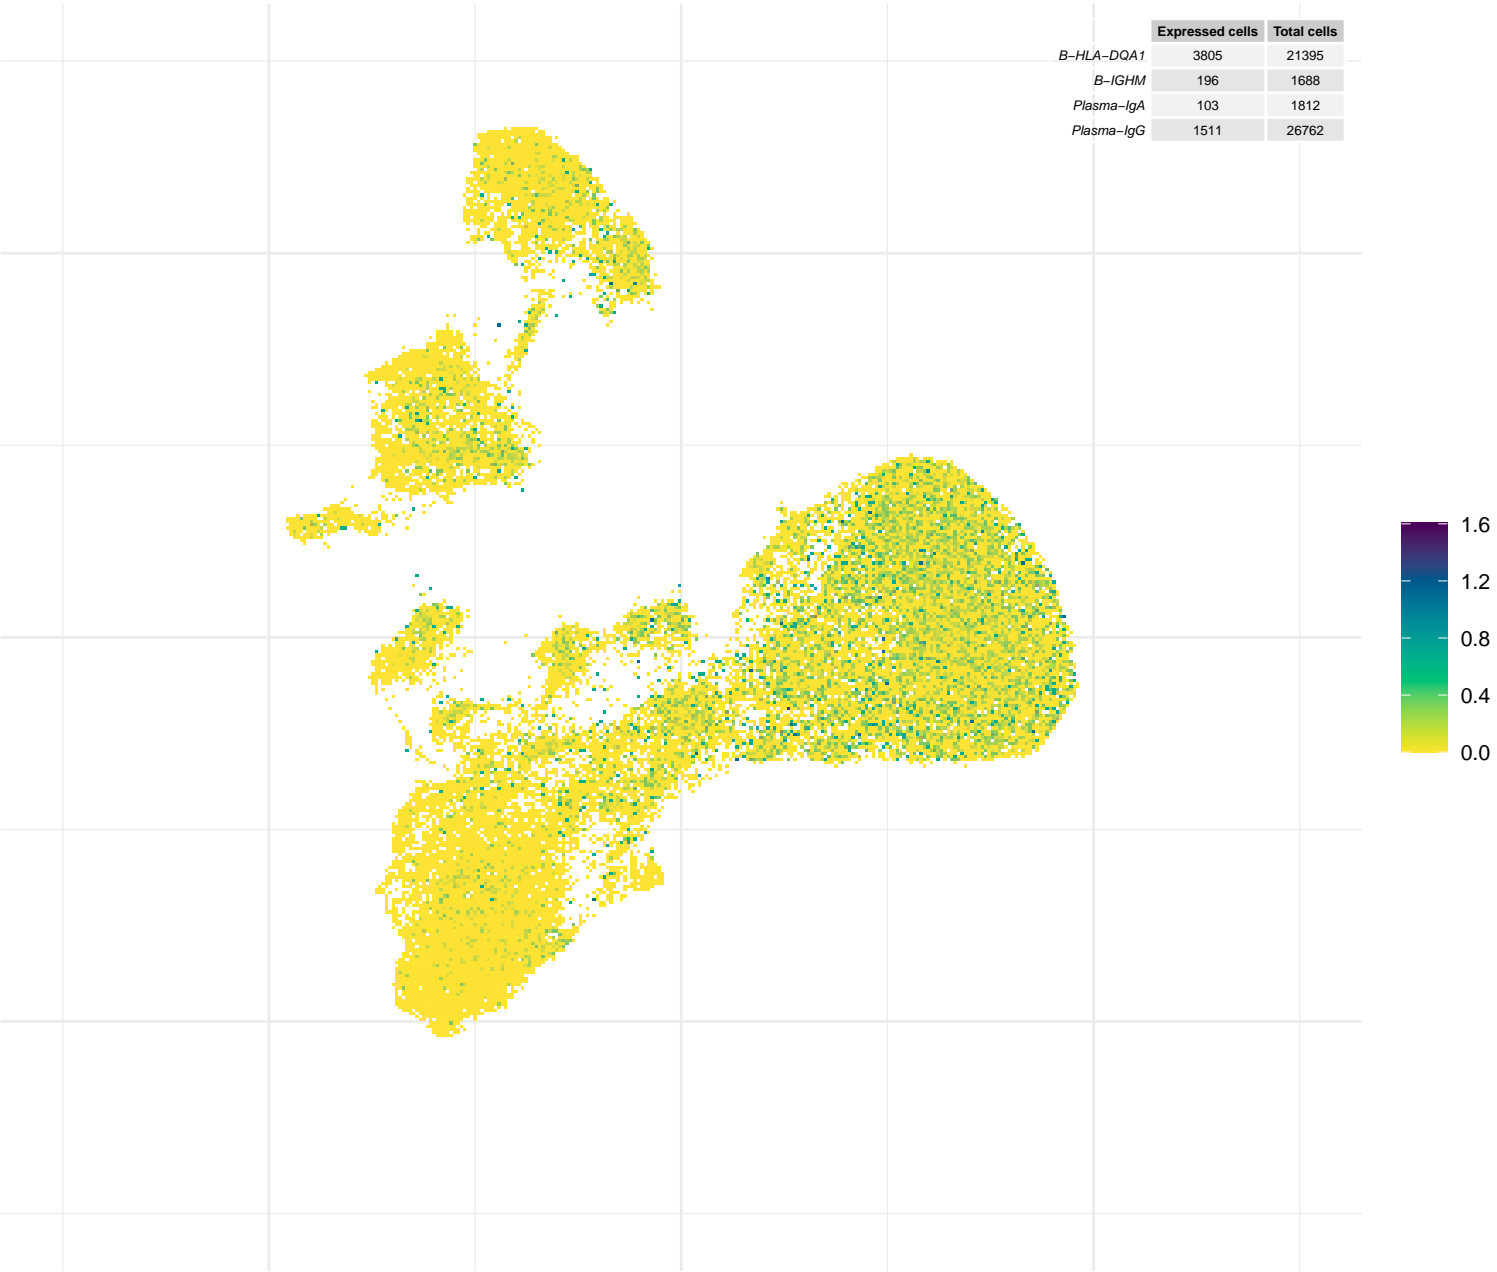 Expressed cells Total cells
B−HLA−DQA1 3805 21395
B−IGHM 196 1688
Plasma−IgA 103 1812
Plasma−IgG 1511 26762
1.6
1.2
0.8
0.4
0.0